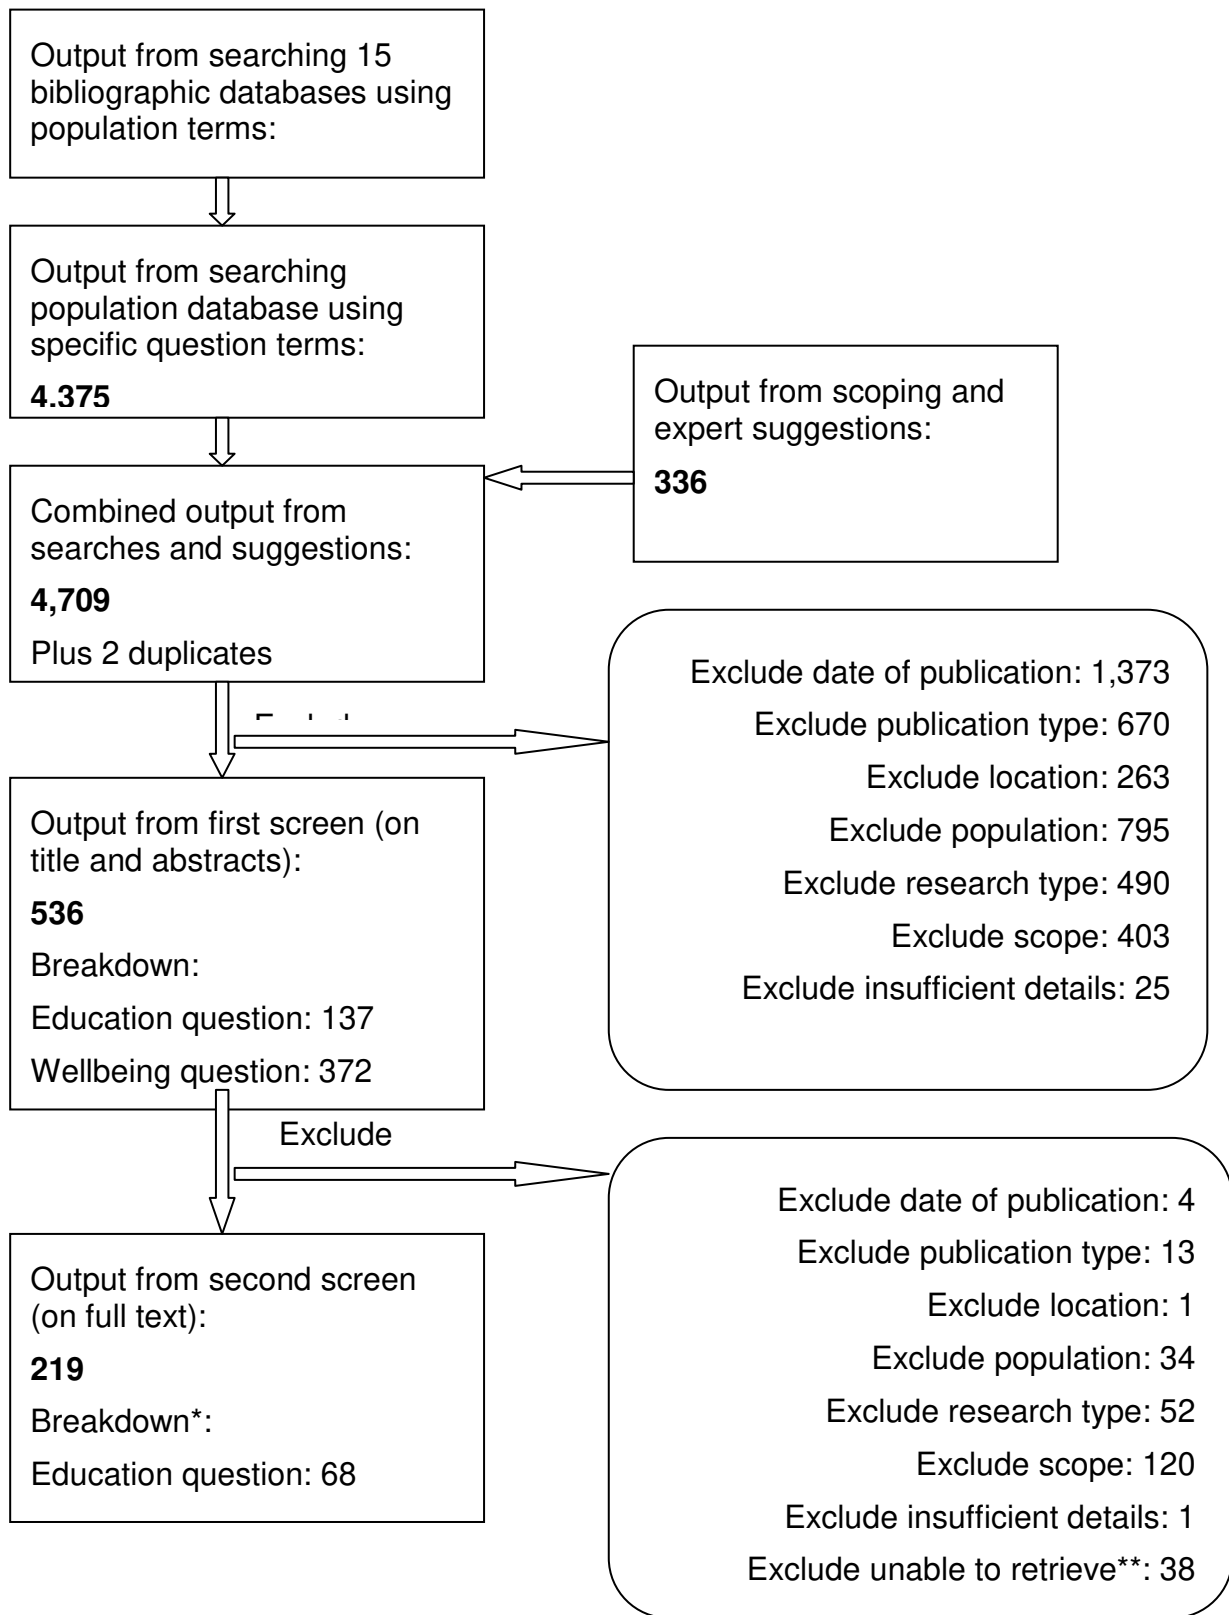 Output from searching 15
bibliographic databases using
population terms:
Output from searching
population database using
specific question terms:
4,375
Output from scoping and
expert suggestions:
336
Combined output from
searches and suggestions:
4,709
Plus 2 duplicates
Exclude date of publication: 1,373
Exclude publication type: 670
Exclude location: 263
Exclude population: 795
Exclude research type: 490
Exclude scope: 403
Exclude insufficient details: 25
Output from first screen (on
title and abstracts):
536
Breakdown:
Education question: 137
Wellbeing question: 372
Exclude
Exclude date of publication: 4
Exclude publication type: 13
Exclude location: 1
Exclude population: 34
Exclude research type: 52
Exclude scope: 120
Exclude insufficient details: 1
Exclude unable to retrieve**: 38
Output from second screen
(on full text):
219
Breakdown*:
Education question: 68